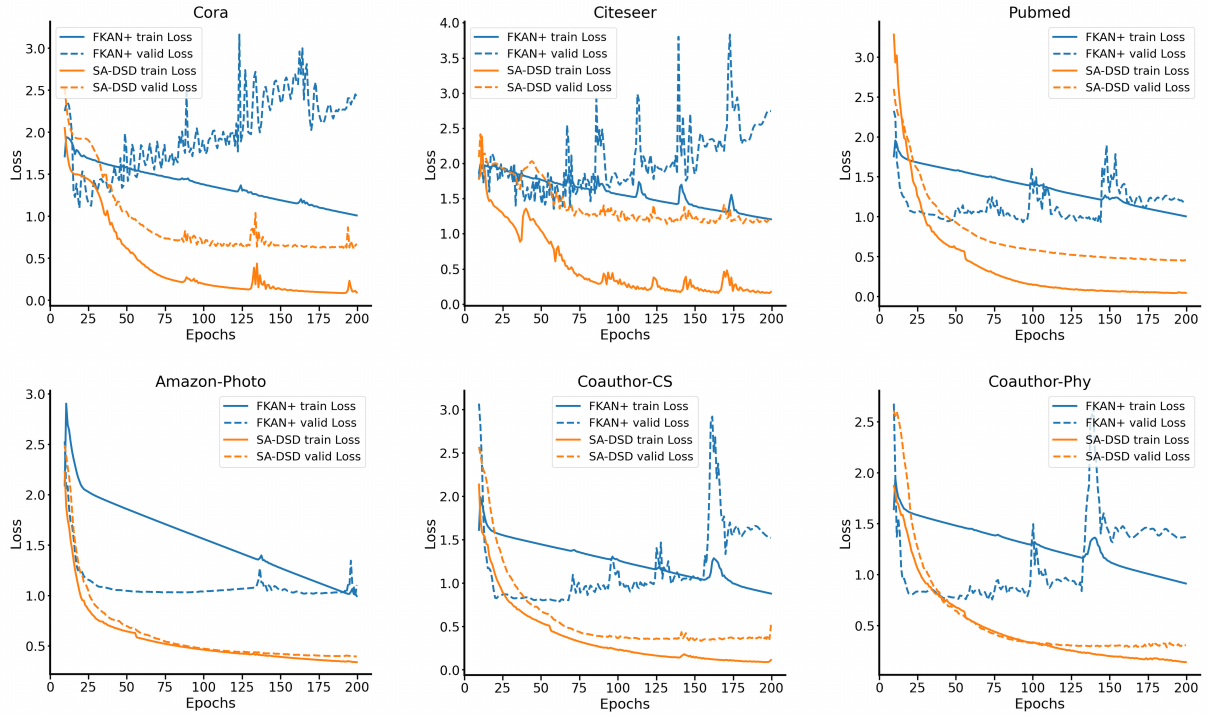 Cora
Loss
3.0
2.5
2.0
1.5
1.0
0.5
0.0
FKAN+ train Loss
FKAN+ valid Loss
SA-DSD train Loss
SA-DSD valid Loss
0 25 50 75 100 125 150 175 200
Epochs
Citeseer
Loss
4.0
3.5
3.0
2.5
2.0
1.5
1.0
0.5
0.0
FKAN+ train Loss
FKAN+ valid Loss
SA-DSD train Loss
SA-DSD valid Loss
0 25 50 75 100 125 150 175 200
Epochs
Pubmed
Loss
3.0
2.5
2.0
1.5
1.0
0.5
0.0
FKAN+ train Loss
FKAN+ valid Loss
SA-DSD train Loss
SA-DSD valid Loss
0 25 50 75 100 125 150 175 200
Epochs
Amazon-Photo
Loss
3.0
2.5
2.0
1.5
1.0
0.5
FKAN+ train Loss
FKAN+ valid Loss
SA-DSD train Loss
SA-DSD valid Loss
0 25 50 75 100 125 150 175 200
Epochs
Coauthor-CS
Loss
3.0
2.5
2.0
1.5
1.0
0.5
0.0
FKAN+ train Loss
FKAN+ valid Loss
SA-DSD train Loss
SA-DSD valid Loss
0 25 50 75 100 125 150 175 200
Epochs
Coauthor-Phy
Loss
2.5
2.0
1.5
1.0
0.5
FKAN+ train Loss
FKAN+ valid Loss
SA-DSD train Loss
SA-DSD valid Loss
0 25 50 75 100 125 150 175 200
Epochs